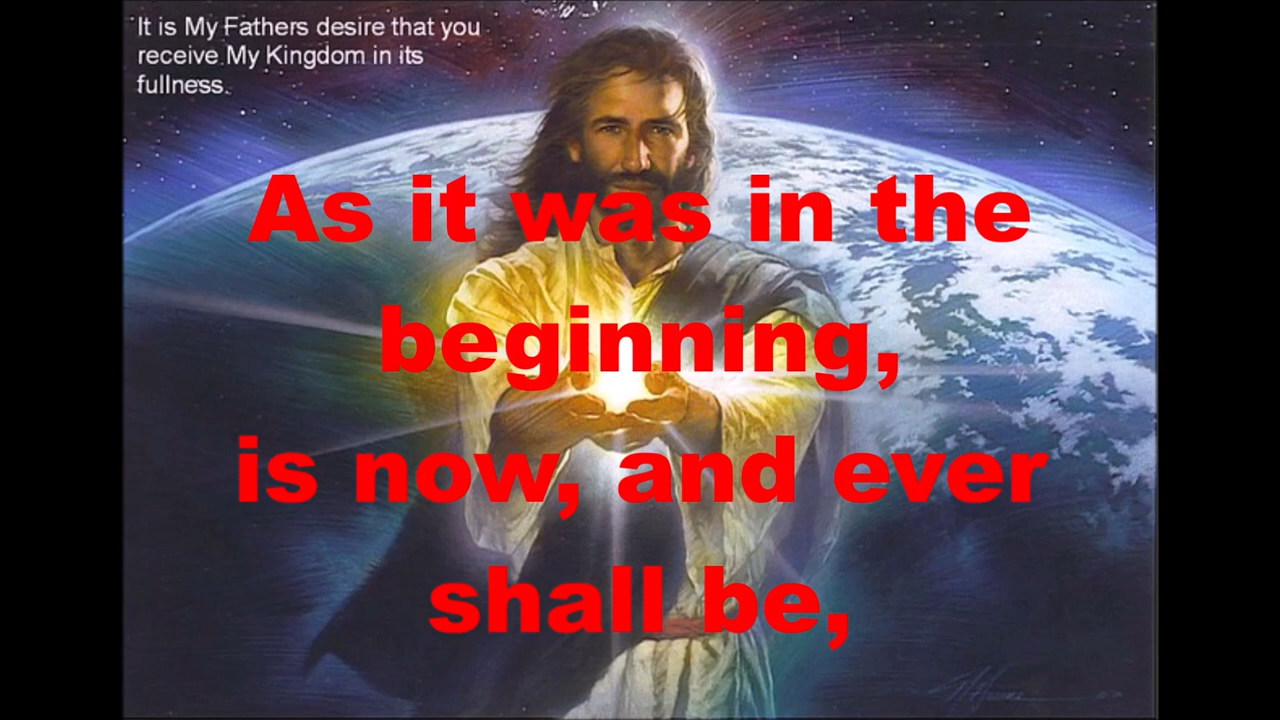 It is My Fathers desire that you
receive My Kingdom in its
fullness.
As it was in the
beginning,
is now, and ever
shall be,